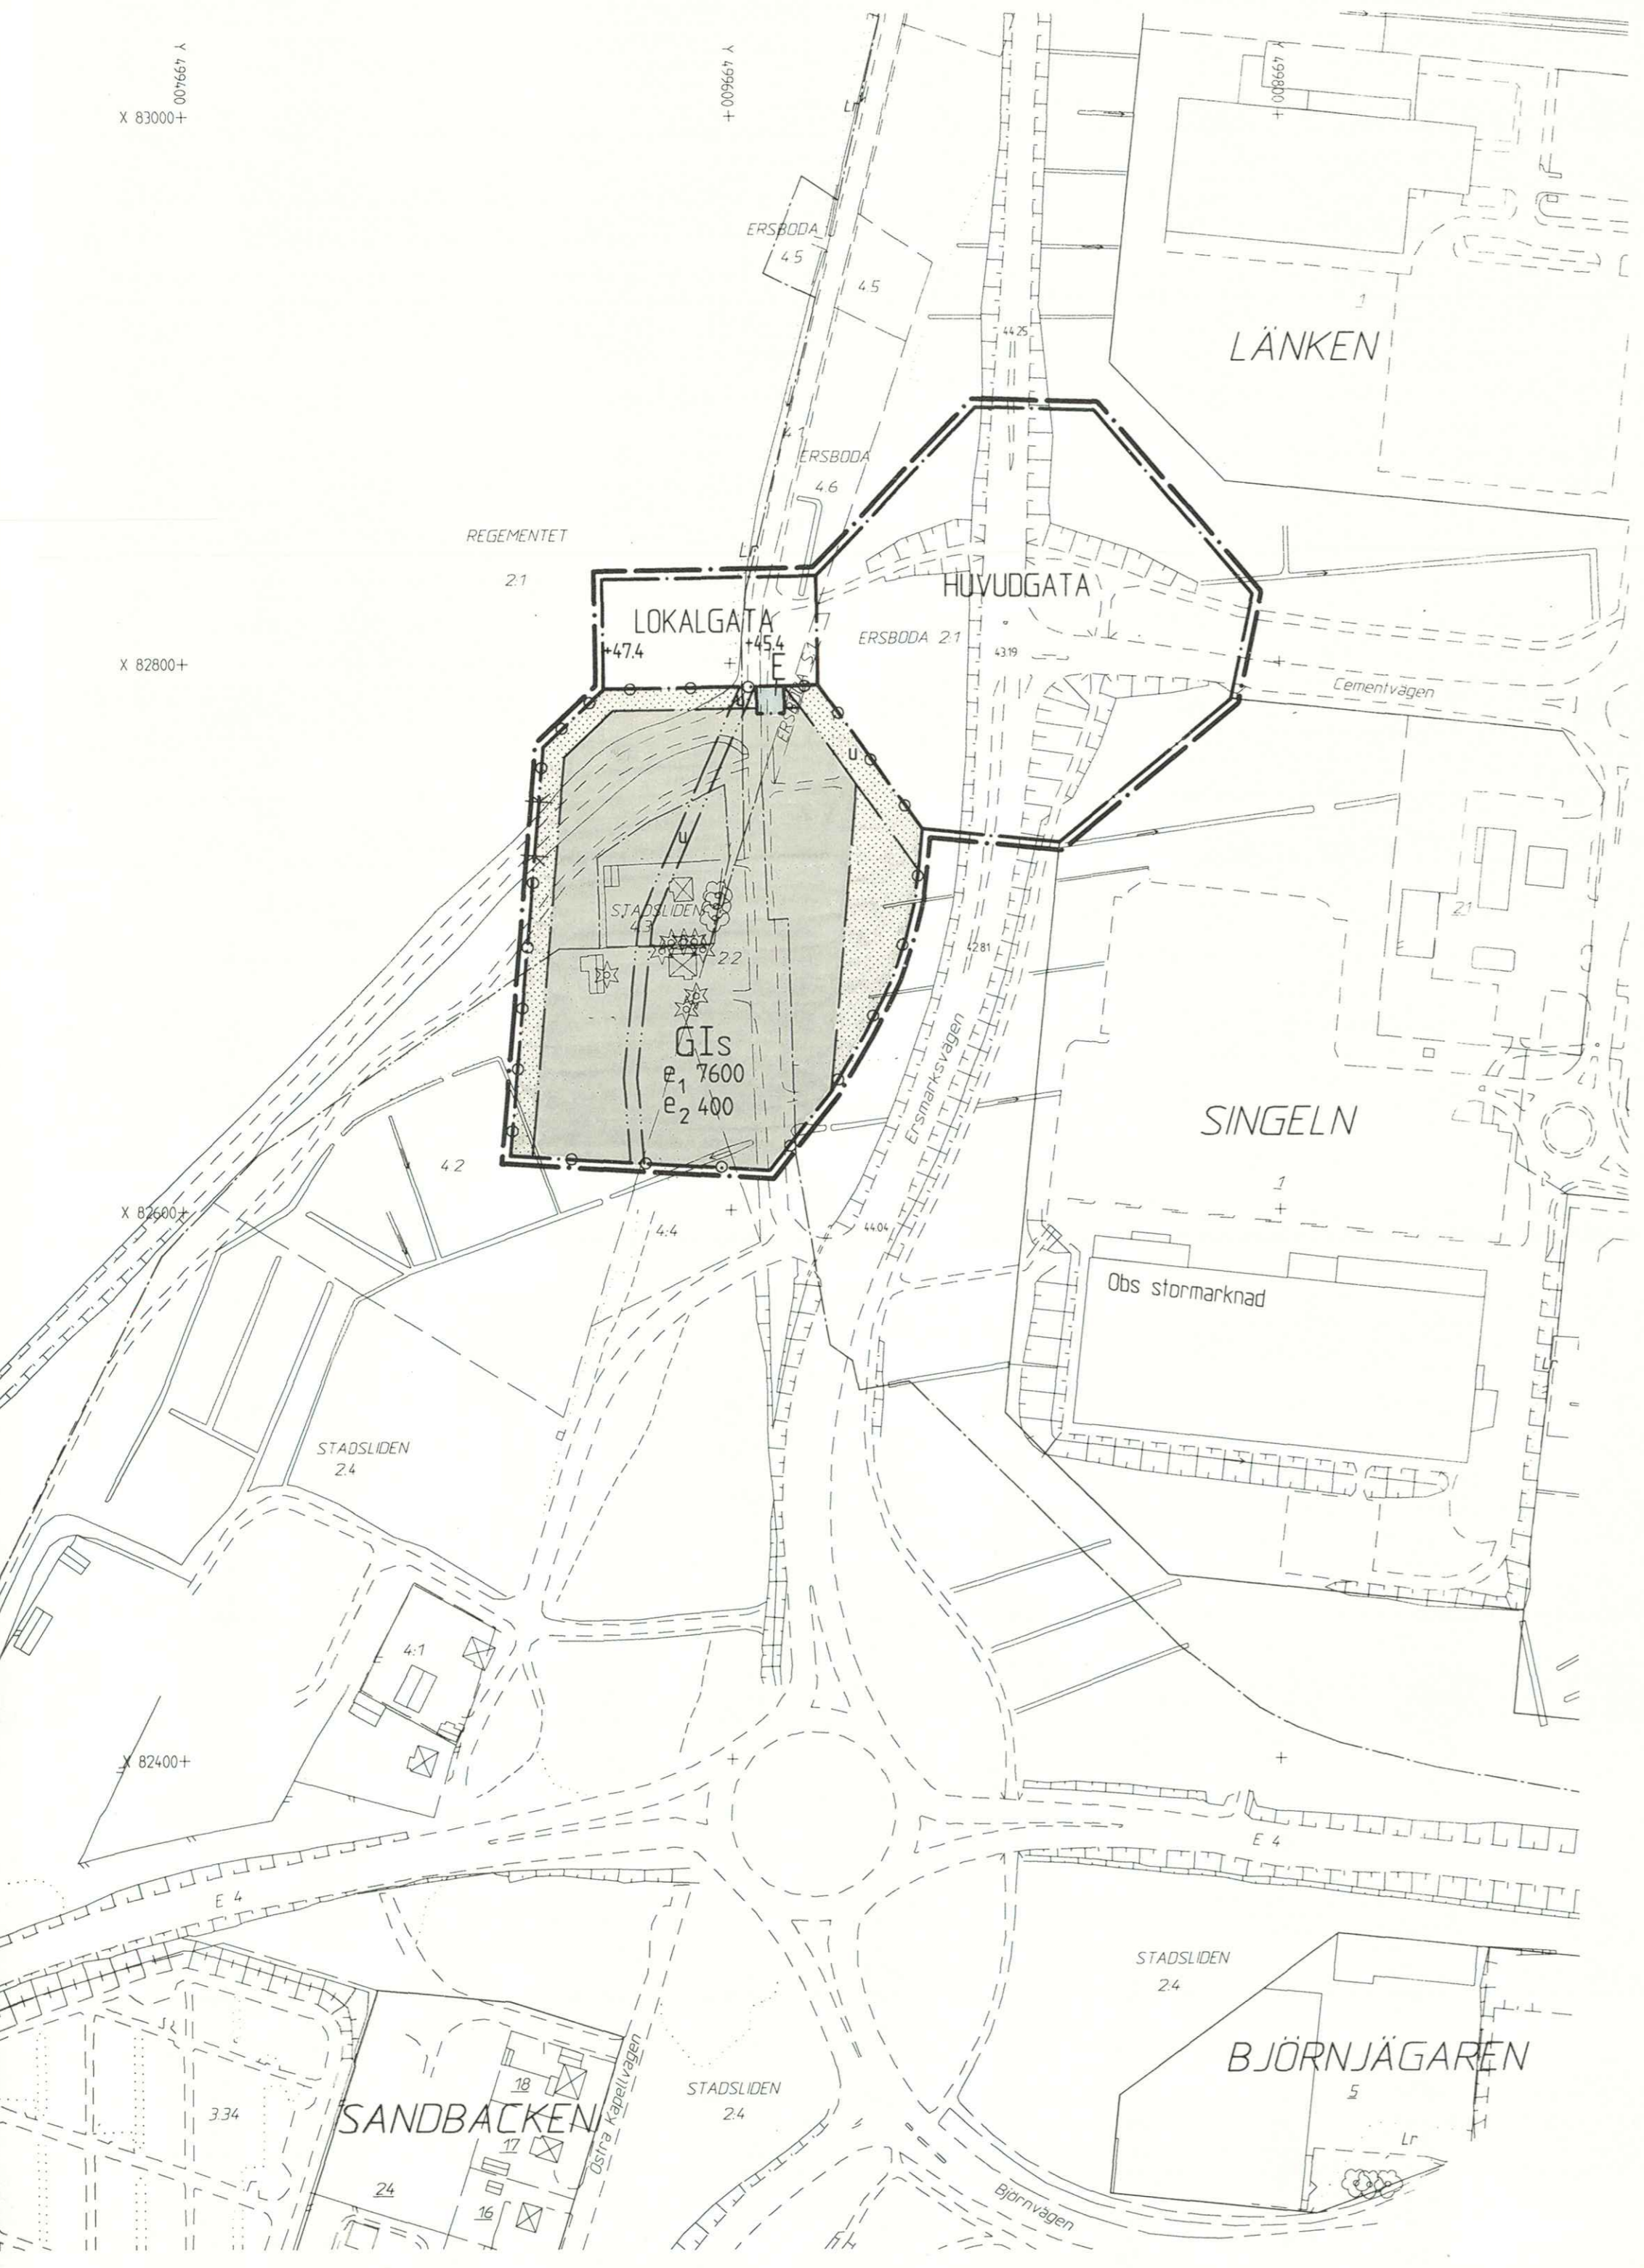 Y 499400
Y 499600+
Y 499800+
X 83000+
Lr
ERSBODA
4:5
4:5
1
LÄNKEN
44.25
4:1
ERSBODA
4:6
REGEMENTET
2:1
Lr
HUVUDGATA
LOKALGATA
ERSBODA 2:1
+47.4
+45.4
43.19
X 82800+
E
Cementvägen
u
u
STADSLIDEN
4:3
2:2
42.81
2:1
GIs
e1 7600
e2 400
Ersmarksvägen
SINGELN
4:2
1
X 82600+
4:4
44.04
Obs stormarknad
STADSLIDEN
2:4
4:1
X 82400+
E 4
E 4
STADSLIDEN
2:4
BJÖRNJÄGAREN
5
18
STADSLIDEN
2:4
3:34
SANDBACKEN
Östra Kapellvägen
17
Lr
24
16
Björnvägen